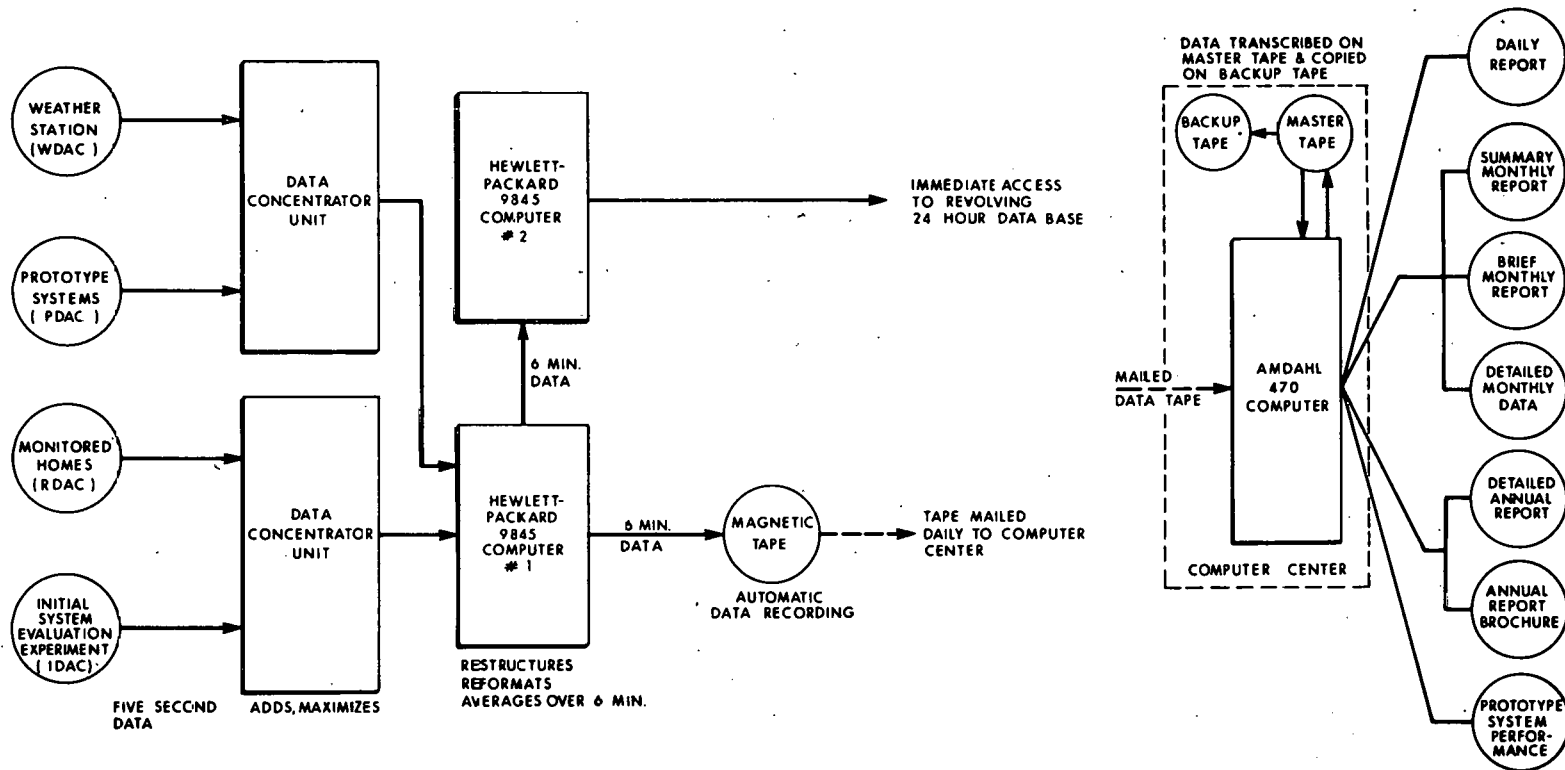 WEATHER
STATION
(WDAC )
PROTOTYPE
SYSTEMS
( PDAC )
MONITORED
HOMES
(RDAC )
INITIAL
SYSTEM
EVALUATION
EXPERIMENT
( IDAC)
FIVE SECOND
DATA
DATA
CONCENTRATOR
UNIT
DATA
CONCENTRATOR
UNIT
ADDS, MAXIMIZES
HEWLETT-
PACKARD
9845
COMPUTER
# 2
6 MIN.
DATA
HEWLETT-
PACKARD
9845
COMPUTER
# 1
RESTRUCTURES
REFORMATS
AVERAGES OVER 6 MIN.
IMMEDIATE ACCESS
TO REVOLVING
24 HOUR DATA BASE
6 MIN.
DATA
MAGNETIC
TAPE
AUTOMATIC
DATA RECORDING
TAPE MAILED
DAILY TO COMPUTER
CENTER
DATA TRANSCRIBED ON
MASTER TAPE & COPIED
ON BACKUP TAPE
BACKUP
TAPE
MASTER
TAPE
MAILED
DATA TAPE
AMDAHL
470
COMPUTER
COMPUTER CENTER
DAILY
REPORT
SUMMARY
MONTHLY
REPORT
BRIEF
MONTHLY
REPORT
DETAILED
MONTHLY
DATA
DETAILED
ANNUAL
REPORT
ANNUAL
REPORT
BROCHURE
PROTOTYPE
SYSTEM
PERFOR-
MANCE